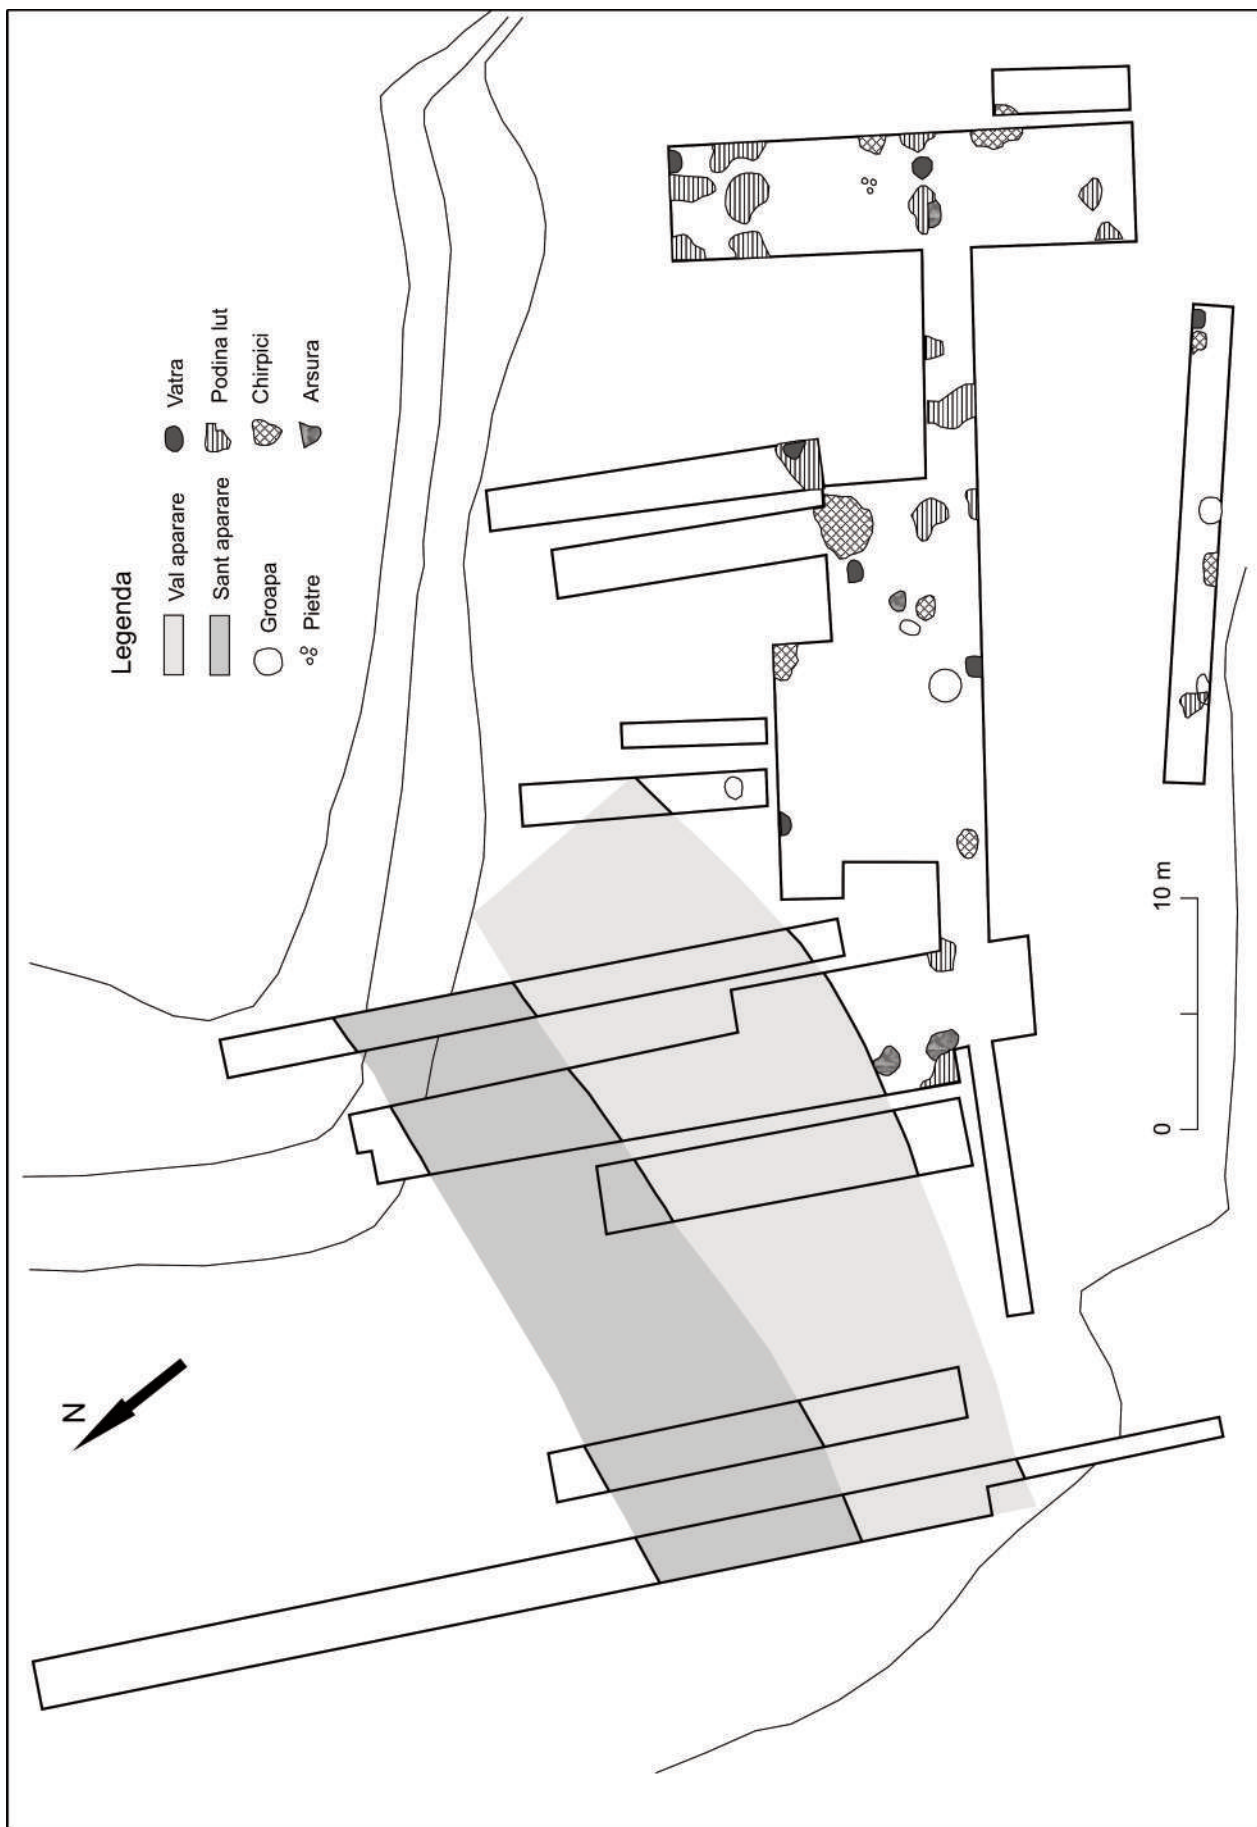 Legenda
Val aparare
Sant aparare
Groapa
Pietre
Vatra
Podina lut
Chirpici
Arsura
N
0 10 m